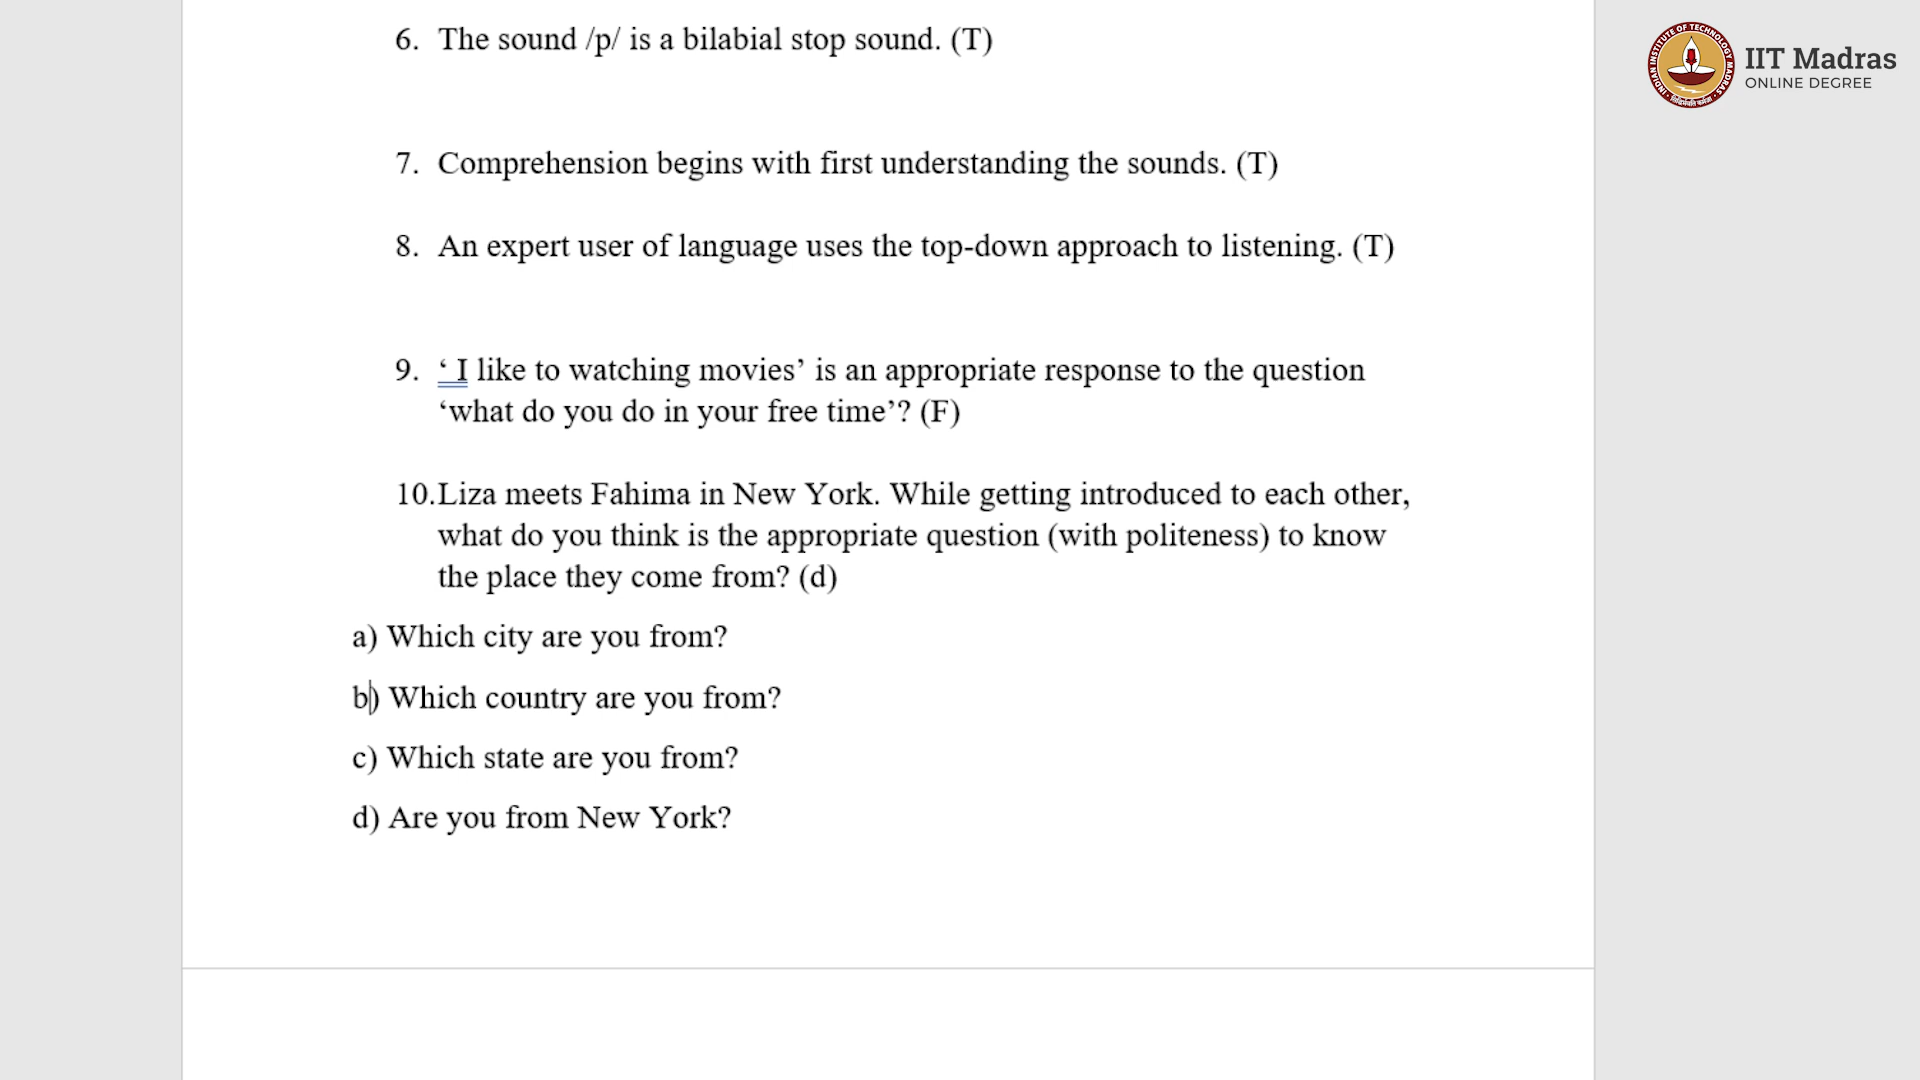 6. The sound /p/ is a bilabial stop sound. (T)
IIT Madras
ONLINE DEGREE
7. Comprehension begins with first understanding the sounds. (T)
8. An expert user of language uses the top-down approach to listening. (T)
9. ‘ I like to watching movies’ is an appropriate response to the question
‘what do you do in your free time’? (F)
10.Liza meets Fahima in New York. While getting introduced to each other,
what do you think is the appropriate question (with politeness) to know
the place they come from? (d)
a) Which city are you from?
b) Which country are you from?
c) Which state are you from?
d) Are you from New York?
INDIAN INSTITUTE OF TECHNOLOGY MADRAS